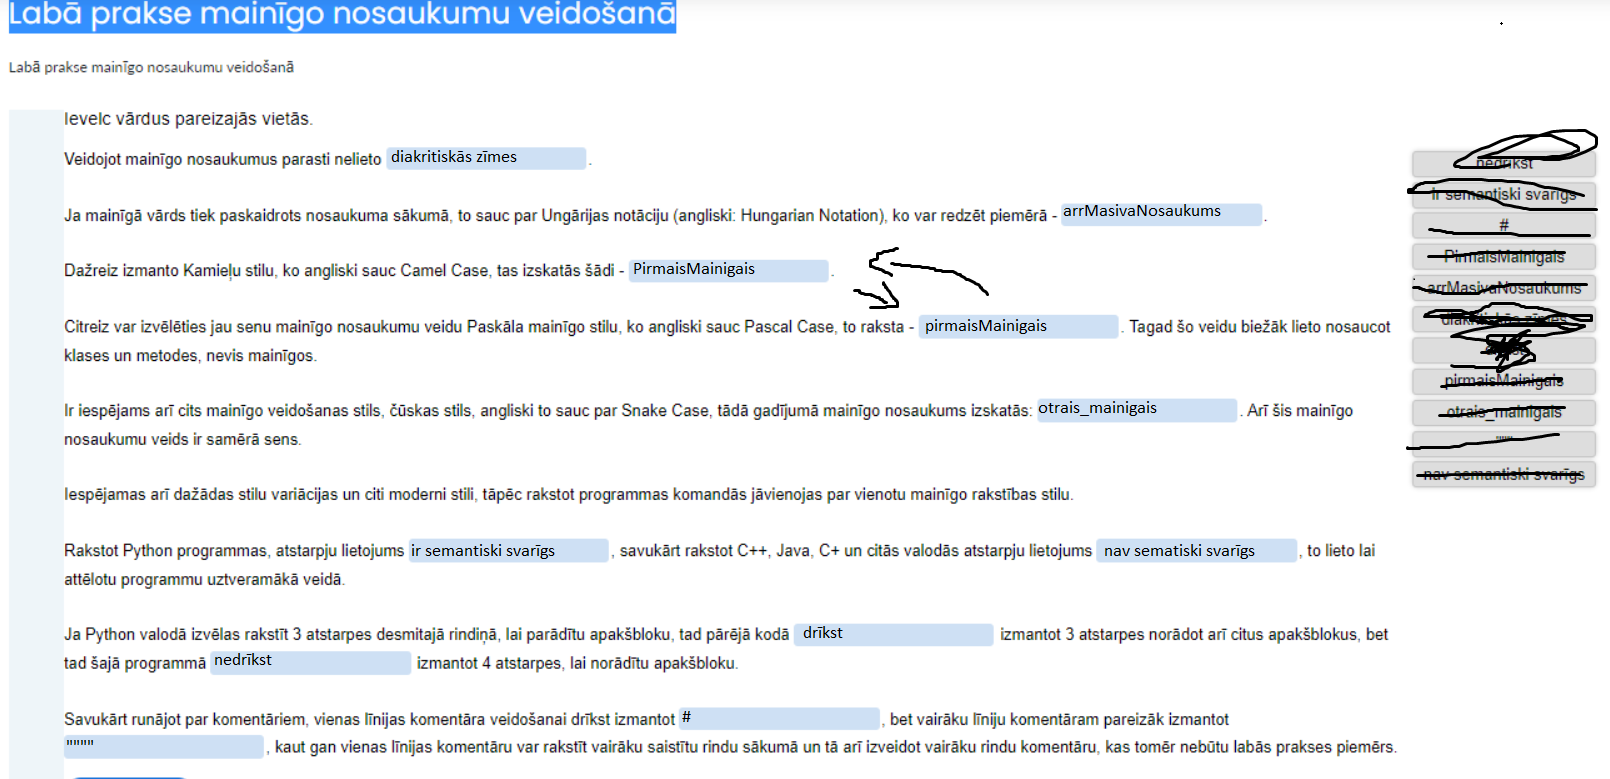 Labā prakse mainīgo nosaukumu veidošanā
Labā prakse mainīgo nosaukumu veidošanā
Ievelc vārdus pareizajās vietās.
Veidojot mainīgo nosaukumus parasti nelieto diakritiskās zīmes .
Ja mainīgā vārds tiek paskaidrots nosaukuma sākumā, to sauc par Ungārijas notāciju (angliski: Hungarian Notation), ko var redzēt piemērā - arrMasivaNosaukums .
Dažreiz izmanto Kamieļu stilu, ko angliski sauc Camel Case, tas izskatās šādi - PirmaisMainigais .
Citreiz var izvēlēties jau senu mainīgo nosaukumu veidu Paskāla mainīgo stilu, ko angliski sauc Pascal Case, to raksta - pirmaisMainigais . Tagad šo veidu biežāk lieto nosaucot
klases un metodes, nevis mainīgos.
Ir iespējams arī cits mainīgo veidošanas stils, čūskas stils, angliski to sauc par Snake Case, tādā gadījumā mainīgo nosaukums izskatās: otrais_mainigais . Arī šis mainīgo
nosaukumu veids ir samērā sens.
Iespējamas arī dažādas stilu variācijas un citi moderni stili, tāpēc rakstot programmas komandās jāvienojas par vienotu mainīgo rakstības stilu.
Rakstot Python programmas, atstarpju lietojums ir semantiski svarīgs , savukārt rakstot C++, Java, C+ un citās valodās atstarpju lietojums nav sematiski svarīgs , to lieto lai
attēlotu programmu uztveramākā veidā.
Ja Python valodā izvēlas rakstīt 3 atstarpes desmitajā rindiņā, lai parādītu apakšbloku, tad pārējā kodā drīkst izmantot 3 atstarpes norādot arī citus apakšblokus, bet
tad šajā programmā nedrīkst izmantot 4 atstarpes, lai norādītu apakšbloku.
Savukārt runājot par komentāriem, vienas līnijas komentāra veidošanai drīkst izmantot # , bet vairāku līniju komentāram pareizāk izmantot
""" , kaut gan vienas līnijas komentāru var rakstīt vairāku saistītu rindu sākumā un tā arī izveidot vairāku rindu komentāru, kas tomēr nebūtu labās prakses piemērs.
nedrīkst
ir semantiski svarīgs
#
PirmaisMainigais
arrMasivaNosaukums
diakritiskās zīmes
pirmaisMainigais
otrais_mainigais
"""
nav semantiski svarīgs